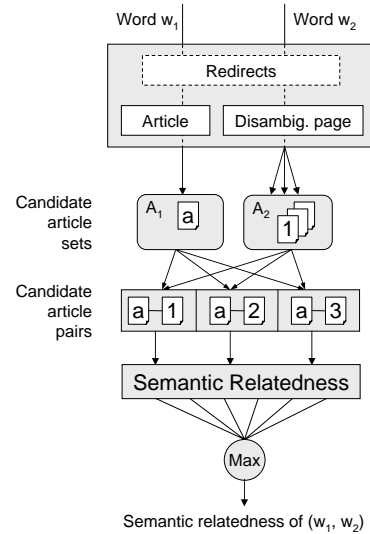 Word w1 Word w2
Redirects
Article Disambig. page
Candidate
article
sets
A1 a A2 1
Candidate
article
pairs
a 1 a 2 a 3
Semantic Relatedness
Max
Semantic relatedness of (w1, w2)